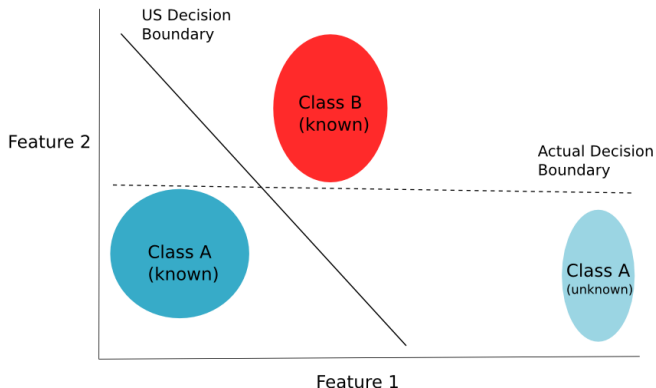 US Decision
Boundary
Class B
(known)
Feature 2
Actual Decision
Boundary
Class A
(known)
Class A
(unknown)
Feature 1